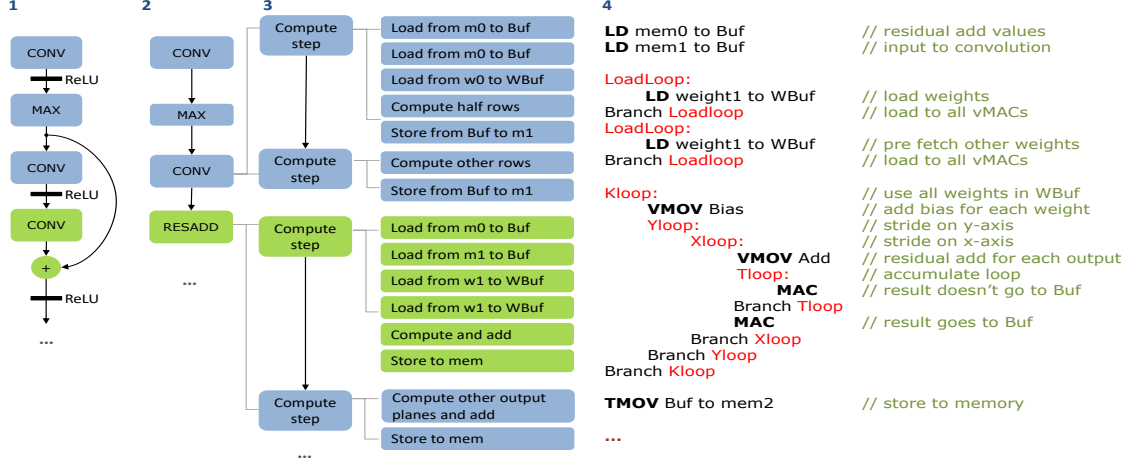 1
CONV
ReLU
MAX
CONV
ReLU
CONV
+
ReLU
...
2
CONV
MAX
CONV
RESADD
...
3
Compute
step
Load from m0 to Buf
Load from m0 to Buf
Load from w0 to WBuf
Compute half rows
Store from Buf to m1
Compute
step
Compute other rows
Store from Buf to m1
Compute
step
Load from m0 to Buf
Load from m1 to Buf
Load from w1 to WBuf
Load from w1 to WBuf
Compute and add
Store to mem
Compute
step
Compute other output
planes and add
Store to mem
...
4
LD mem0 to Buf // residual add values
LD mem1 to Buf // input to convolution
LoadLoop:
LD weight1 to WBuf // load weights
Branch Loadloop // load to all vMACs
LoadLoop:
LD weight1 to WBuf // pre fetch other weights
Branch Loadloop // load to all vMACs
Kloop: // use all weights in WBuf
VMOV Bias // add bias for each weight
Yloop: // stride on y-axis
Xloop: // stride on x-axis
VMOV Add // residual add for each output
Tloop: // accumulate loop
MAC // result doesn't go to Buf
Branch Tloop
MAC // result goes to Buf
Branch Xloop
Branch Yloop
Branch Kloop
TMOV Buf to mem2 // store to memory
...